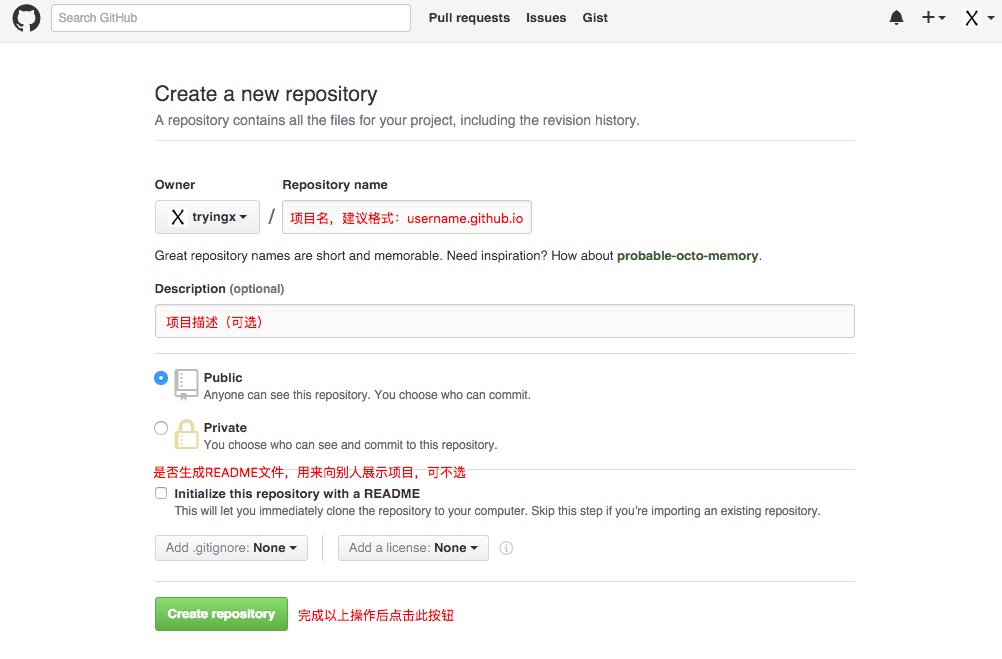 Search GitHub
Pull requests Issues Gist
Create a new repository
A repository contains all the files for your project, including the revision history.
Owner Repository name
tryingx / 项目名，建议格式：username.github.io
Great repository names are short and memorable. Need inspiration? How about probable-octo-memory.
Description (optional)
项目描述（可选）
Public
Anyone can see this repository. You choose who can commit.
Private
You choose who can see and commit to this repository.
是否生成README文件，用来向别人展示项目，可不选
Initialize this repository with a README
This will let you immediately clone the repository to your computer. Skip this step if you’re importing an existing repository.
Add .gitignore: None Add a license: None
Create repository 完成以上操作后点击此按钮